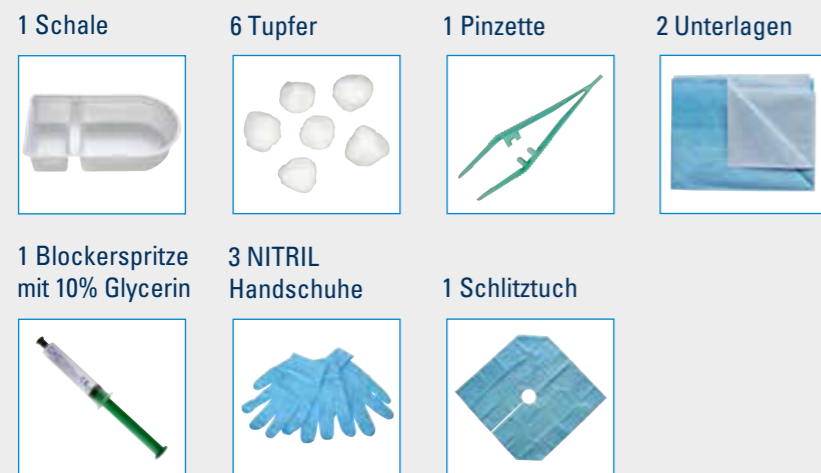 1 Schale
6 Tupfer
1 Pinzette
2 Unterlagen
1 Blockerspritze
mit 10% Glycerin
3 NITRIL
Handschuhe
1 Schlitztuch